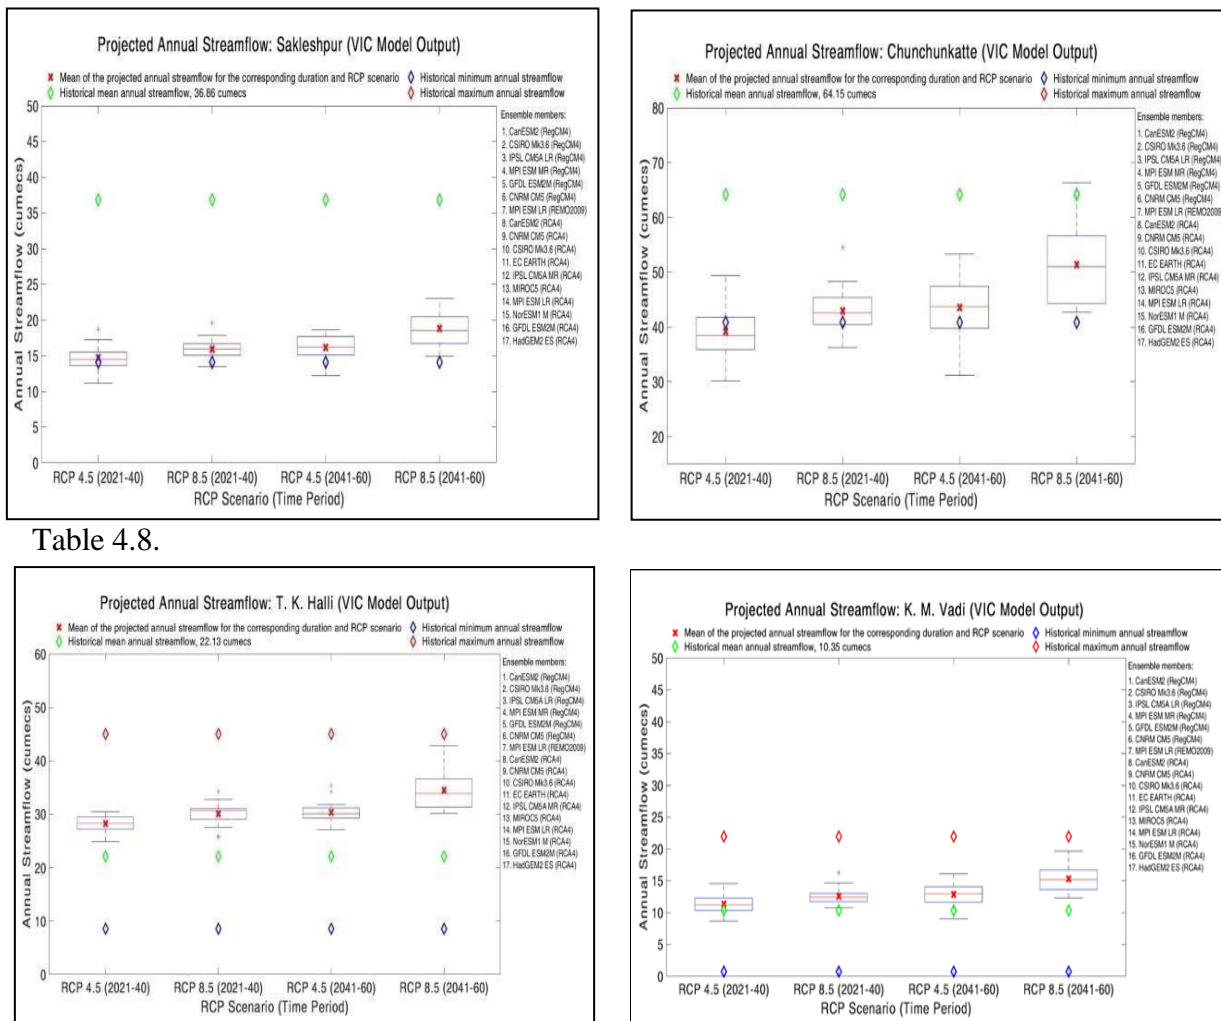 Projected Annual Streamflow: Sakleshpur (VIC Model Output)
Mean of the projected annual streamflow for the corresponding duration and RCP scenario
Historical minimum annual streamflow
Historical mean annual streamflow, 36.86 cumecs
Historical maximum annual streamflow
Annual Streamflow (cumecs)
50
45
40
35
30
25
20
15
10
5
0
Ensemble members:
1. CanESM2 (RegCM4)
2. CSIRO Mk3.6 (RegCM4)
3. IPSL CM5A LR (RegCM4)
4. MPI ESM MR (RegCM4)
5. GFDL ESM2M (RegCM4)
6. CNRM CM5 (RegCM4)
7. MPI ESM LR (REMO2009)
8. CanESM2 (RCA4)
9. CNRM CM5 (RCA4)
10. CSIRO Mk3.6 (RCA4)
11. EC EARTH (RCA4)
12. IPSL CM5A MR (RCA4)
13. MIROC5 (RCA4)
14. MPI ESM LR (RCA4)
15. NorESM1 M (RCA4)
16. GFDL ESM2M (RCA4)
17. HadGEM2 ES (RCA4)
RCP 4.5 (2021-40) RCP 8.5 (2021-40) RCP 4.5 (2041-60) RCP 8.5 (2041-60)
RCP Scenario (Time Period)
Projected Annual Streamflow: Chunchunkatte (VIC Model Output)
Mean of the projected annual streamflow for the corresponding duration and RCP scenario
Historical minimum annual streamflow
Historical mean annual streamflow, 64.15 cumecs
Historical maximum annual streamflow
Annual Streamflow (cumecs)
80
70
60
50
40
30
20
Ensemble members:
1. CanESM2 (RegCM4)
2. CSIRO Mk3.6 (RegCM4)
3. IPSL CM5A LR (RegCM4)
4. MPI ESM MR (RegCM4)
5. GFDL ESM2M (RegCM4)
6. CNRM CM5 (RegCM4)
7. MPI ESM LR (REMO2009)
8. CanESM2 (RCA4)
9. CNRM CM5 (RCA4)
10. CSIRO Mk3.6 (RCA4)
11. EC EARTH (RCA4)
12. IPSL CM5A MR (RCA4)
13. MIROC5 (RCA4)
14. MPI ESM LR (RCA4)
15. NorESM1 M (RCA4)
16. GFDL ESM2M (RCA4)
17. HadGEM2 ES (RCA4)
RCP 4.5 (2021-40) RCP 8.5 (2021-40) RCP 4.5 (2041-60) RCP 8.5 (2041-60)
RCP Scenario (Time Period)
Table 4.8.
Projected Annual Streamflow: T. K. Halli (VIC Model Output)
Mean of the projected annual streamflow for the corresponding duration and RCP scenario
Historical minimum annual streamflow
Historical mean annual streamflow, 22.13 cumecs
Historical maximum annual streamflow
Annual Streamflow (cumecs)
60
50
40
30
20
10
0
Ensemble members:
1. CanESM2 (RegCM4)
2. CSIRO Mk3.6 (RegCM4)
3. IPSL CM5A LR (RegCM4)
4. MPI ESM MR (RegCM4)
5. GFDL ESM2M (RegCM4)
6. CNRM CM5 (RegCM4)
7. MPI ESM LR (REMO2009)
8. CanESM2 (RCA4)
9. CNRM CM5 (RCA4)
10. CSIRO Mk3.6 (RCA4)
11. EC EARTH (RCA4)
12. IPSL CM5A MR (RCA4)
13. MIROC5 (RCA4)
14. MPI ESM LR (RCA4)
15. NorESM1 M (RCA4)
16. GFDL ESM2M (RCA4)
17. HadGEM2 ES (RCA4)
RCP 4.5 (2021-40) RCP 8.5 (2021-40) RCP 4.5 (2041-60) RCP 8.5 (2041-60)
RCP Scenario (Time Period)
Projected Annual Streamflow: K. M. Vadi (VIC Model Output)
Mean of the projected annual streamflow for the corresponding duration and RCP scenario
Historical minimum annual streamflow
Historical mean annual streamflow, 10.35 cumecs
Historical maximum annual streamflow
Annual Streamflow (cumecs)
50
45
40
35
30
25
20
15
10
5
0
Ensemble members:
1. CanESM2 (RegCM4)
2. CSIRO Mk3.6 (RegCM4)
3. IPSL CM5A LR (RegCM4)
4. MPI ESM MR (RegCM4)
5. GFDL ESM2M (RegCM4)
6. CNRM CM5 (RegCM4)
7. MPI ESM LR (REMO2009)
8. CanESM2 (RCA4)
9. CNRM CM5 (RCA4)
10. CSIRO Mk3.6 (RCA4)
11. EC EARTH (RCA4)
12. IPSL CM5A MR (RCA4)
13. MIROC5 (RCA4)
14. MPI ESM LR (RCA4)
15. NorESM1 M (RCA4)
16. GFDL ESM2M (RCA4)
17. HadGEM2 ES (RCA4)
RCP 4.5 (2021-40) RCP 8.5 (2021-40) RCP 4.5 (2041-60) RCP 8.5 (2041-60)
RCP Scenario (Time Period)